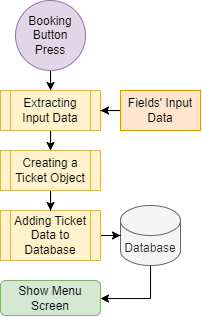 Booking
Button
Press
Extracting
Input Data
Fields' Input
Data
Creating a
Ticket Object
Adding Ticket
Data to
Database
Database
Show Menu
Screen